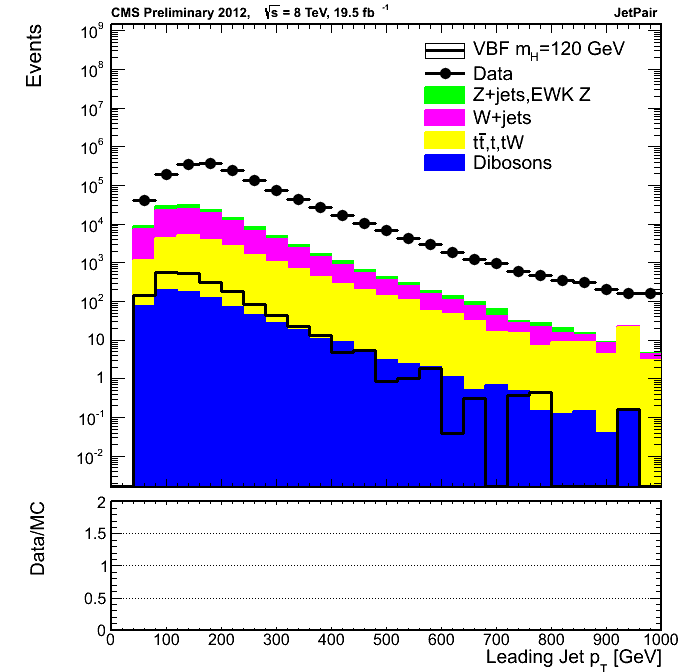 CMS Preliminary 2012, √s = 8 TeV, 19.5 fb⁻¹ JetPair
Events
10⁹
10⁸
10⁷
10⁶
10⁵
10⁴
10³
10²
10
1
10⁻¹
10⁻²
VBF m_H=120 GeV
Data
Z+jets,EWK Z
W+jets
tt̅,t,tW
Dibosons
Data/MC
2
1.5
1
0.5
0
0 100 200 300 400 500 600 700 800 900 1000
Leading Jet p_T [GeV]